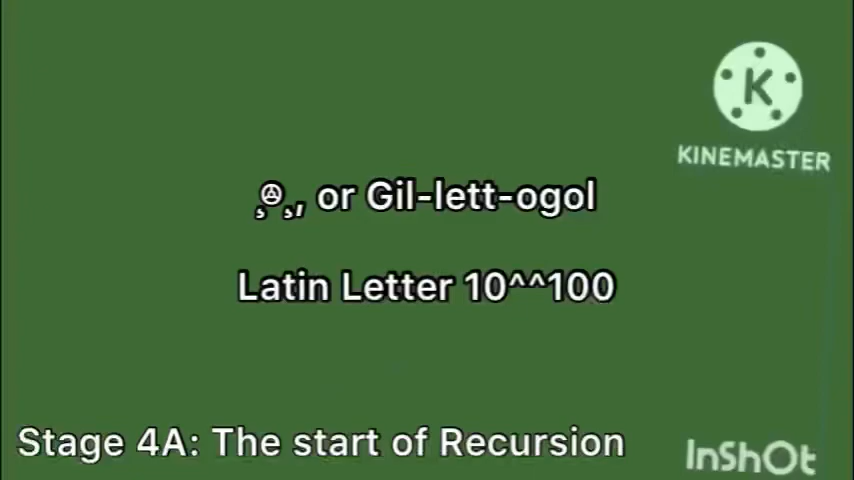 K
KINEMASTER
, or Gil-lett-ogol
Latin Letter 10^^100
Stage 4A: The start of Recursion
InShOt